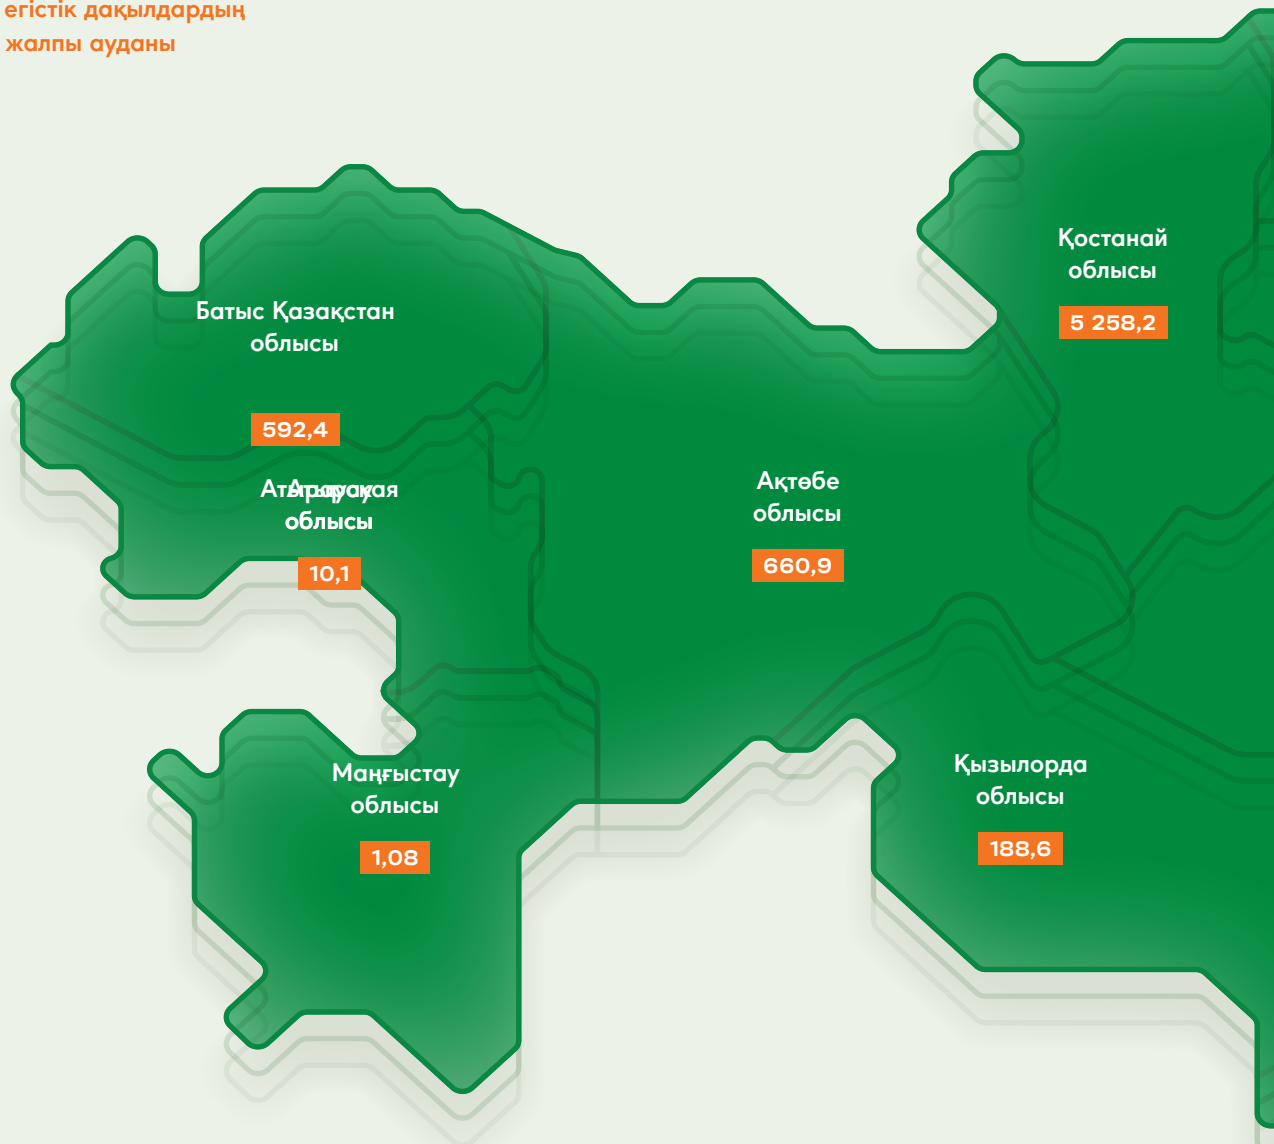 егістік дақылдардың
жалпы ауданы
Қостанай
облысы
5 258,2
Батыс Қазақстан
облысы
592,4
облысы
10,1
Ақтөбе
облысы
660,9
Маңғыстау
облысы
1,08
Қызылорда
облысы
188,6